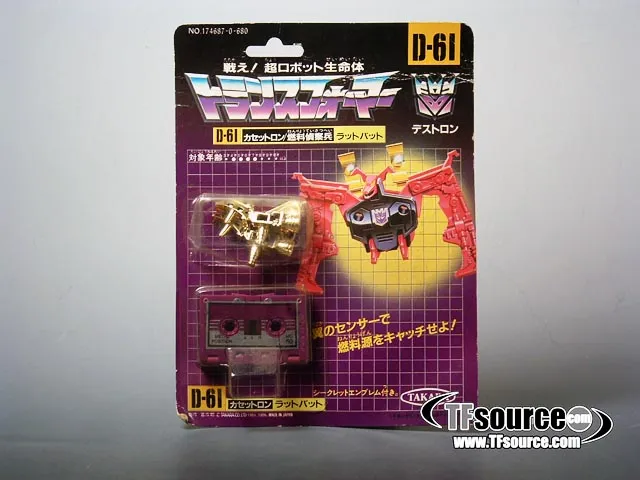 NO.174687-0-680
D-61
戦え！超ロボット生命体
トランスフォーマー
デストロン
D-61 カセットロン 燃料偵察兵 ラットバット
対象年齢
翼のセンサーで
燃料源をキャッチせよ！
シークレットエンブレム付き。
TAKARA
D-61 カセットロン ラットバット
TFsource.com
www.TFsource.com